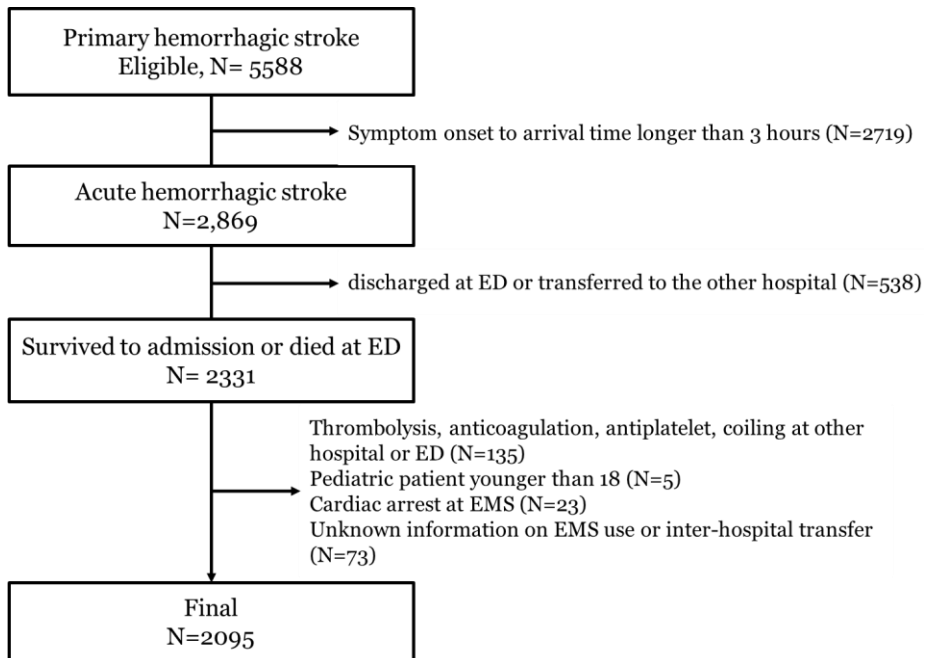 Primary hemorrhagic stroke
Eligible, N= 5588
Symptom onset to arrival time longer than 3 hours (N=2719)
Acute hemorrhagic stroke
N=2,869
discharged at ED or transferred to the other hospital (N=538)
Survived to admission or died at ED
N= 2331
Thrombolysis, anticoagulation, antiplatelet, coiling at other
hospital or ED (N=135)
Pediatric patient younger than 18 (N=5)
Cardiac arrest at EMS (N=23)
Unknown information on EMS use or inter-hospital transfer
(N=73)
Final
N=2095